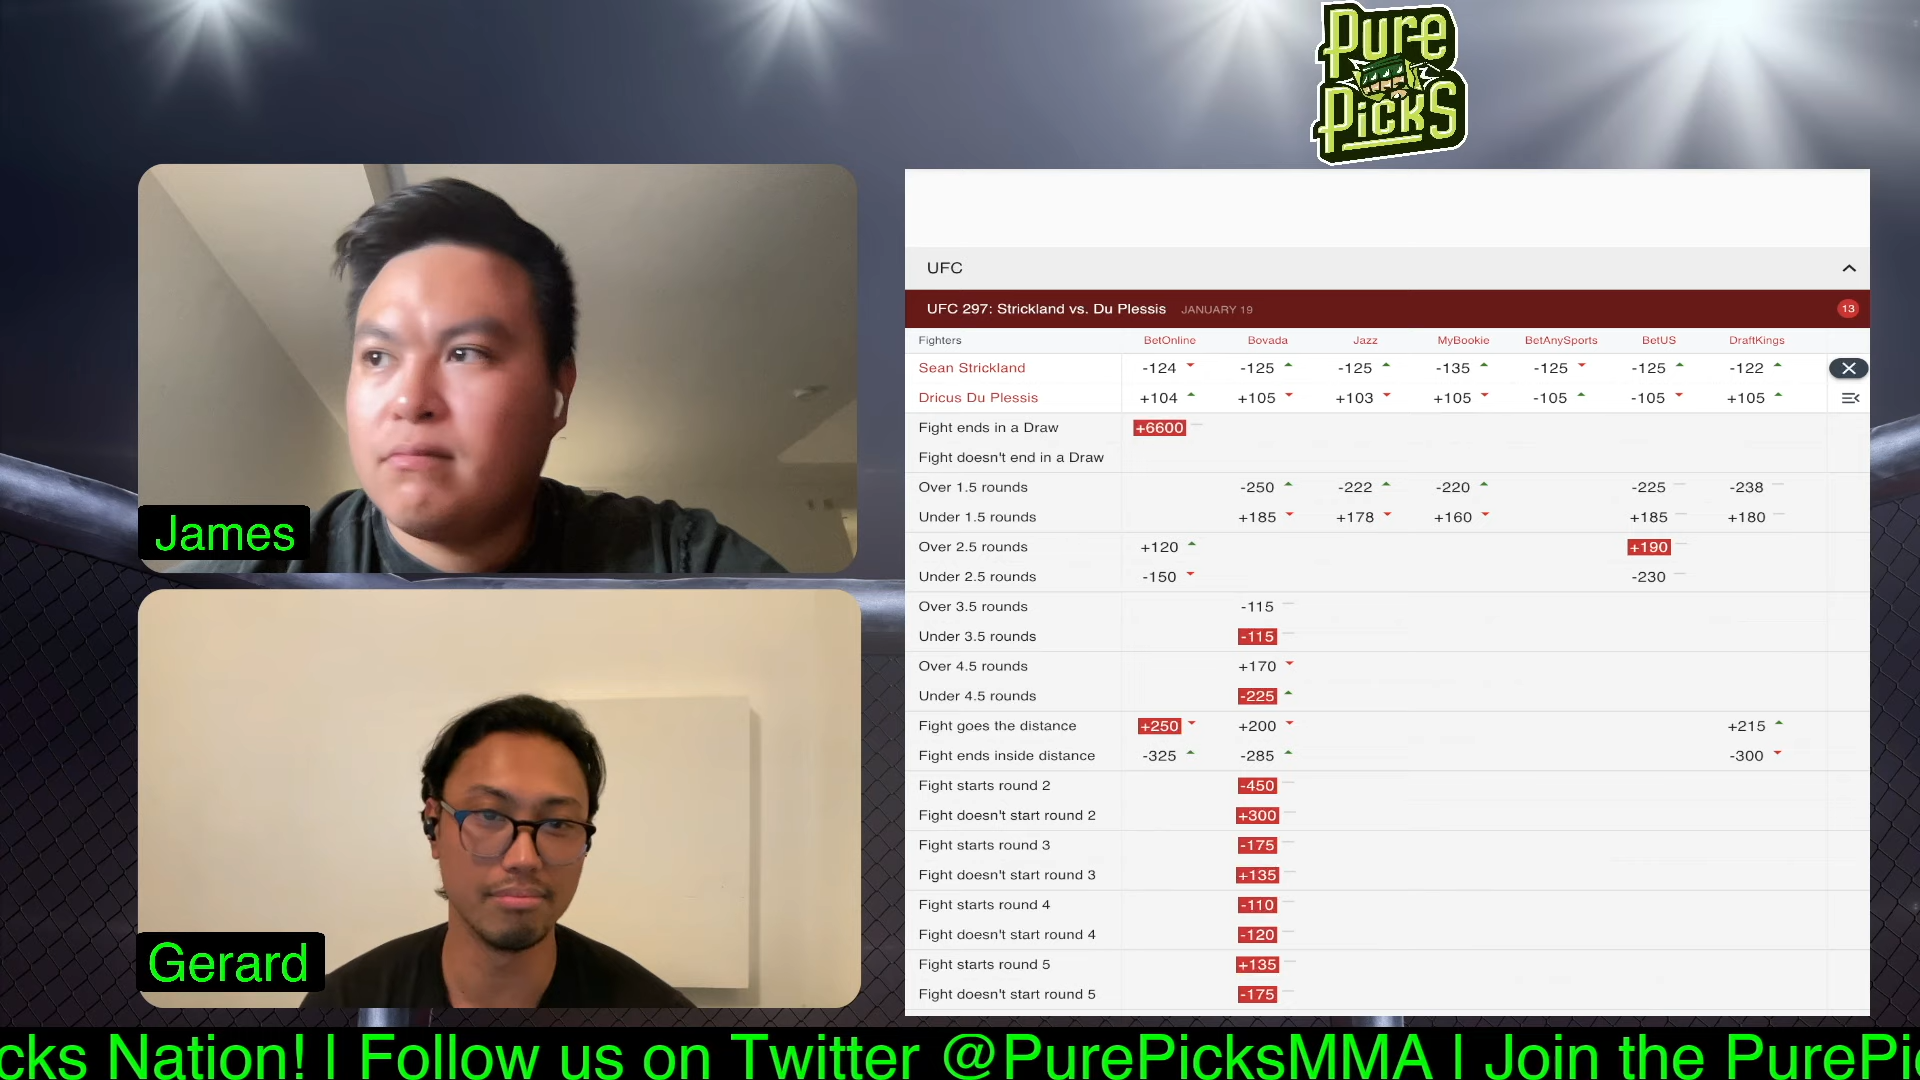 Pure
Picks
James
Gerard
UFC
UFC 297: Strickland vs. Du Plessis JANUARY 19 13
Fighters BetOnline Bovada Jazz MyBookie BetAnySports BetUS DraftKings
Sean Strickland -124 -125 -125 -135 -125 -125 -122
Dricus Du Plessis +104 +105 +103 +105 -105 -105 +105
Fight ends in a Draw +6600
Fight doesn't end in a Draw
Over 1.5 rounds -250 -222 -220 -225 -238
Under 1.5 rounds +185 +178 +160 +185 +180
Over 2.5 rounds +120 +190
Under 2.5 rounds -150 -230
Over 3.5 rounds -115
Under 3.5 rounds -115
Over 4.5 rounds +170
Under 4.5 rounds -225
Fight goes the distance +250 +200 +215
Fight ends inside distance -325 -285 -300
Fight starts round 2 -450
Fight doesn't start round 2 +300
Fight starts round 3 -175
Fight doesn't start round 3 +135
Fight starts round 4 -110
Fight doesn't start round 4 -120
Fight starts round 5 +135
Fight doesn't start round 5 -175
cks Nation! | Follow us on Twitter @PurePicksMMA | Join the PurePic